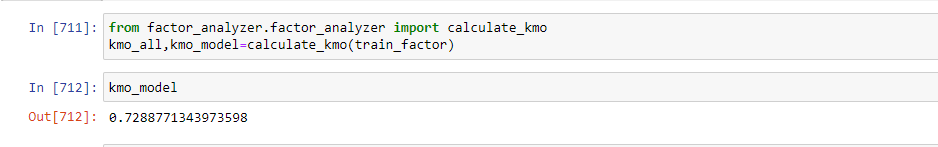 In [711]: from factor_analyzer.factor_analyzer import calculate_kmo
kmo_all,kmo_model=calculate_kmo(train_factor)
In [712]: kmo_model
Out[712]: 0.7288771343973598